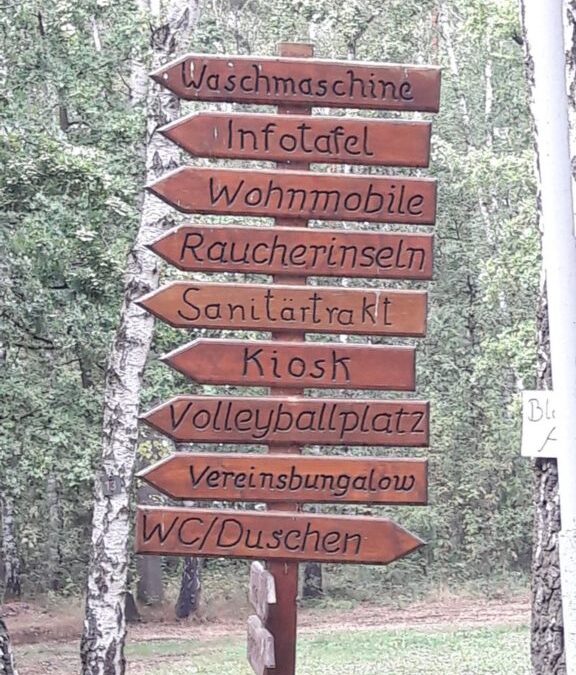 Waschmaschine
Infotafel
Wohnmobile
Raucherinseln
Sanitärtrakt
Kiosk
Volleyballplatz
Vereinsbungalow
WC/Duschen